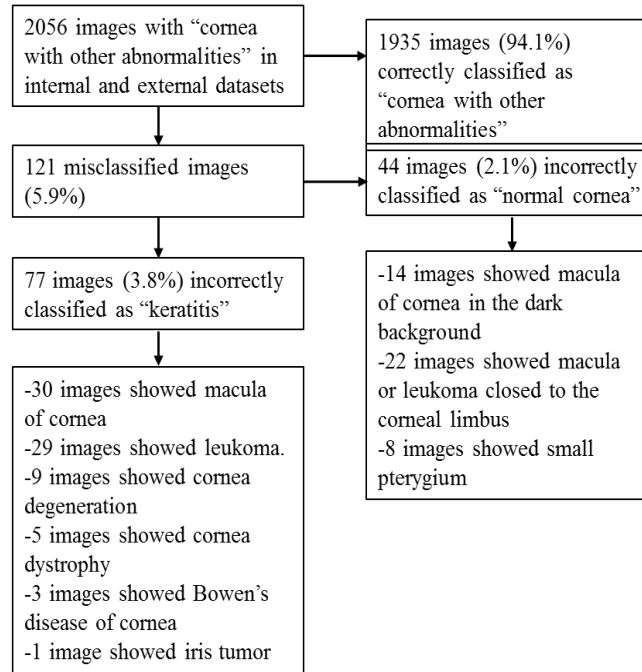 2056 images with “cornea
with other abnormalities” in
internal and external datasets
1935 images (94.1%)
correctly classified as
“cornea with other
abnormalities”
121 misclassified images
(5.9%)
44 images (2.1%) incorrectly
classified as “normal cornea”
77 images (3.8%) incorrectly
classified as “keratitis”
-14 images showed macula
of cornea in the dark
background
-22 images showed macula
or leukoma closed to the
corneal limbus
-8 images showed small
pterygium
-30 images showed macula
of cornea
-29 images showed leukoma.
-9 images showed cornea
degeneration
-5 images showed cornea
dystrophy
-3 images showed Bowen’s
disease of cornea
-1 image showed iris tumor